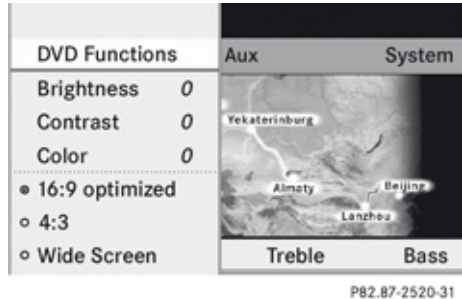 DVD Functions
Aux System
Brightness 0
Contrast 0
Color 0
16:9 optimized
4:3
Wide Screen
Yekaterinburg
Almaty
Beijing
Lanzhou
Treble Bass
P82.87-2520-31